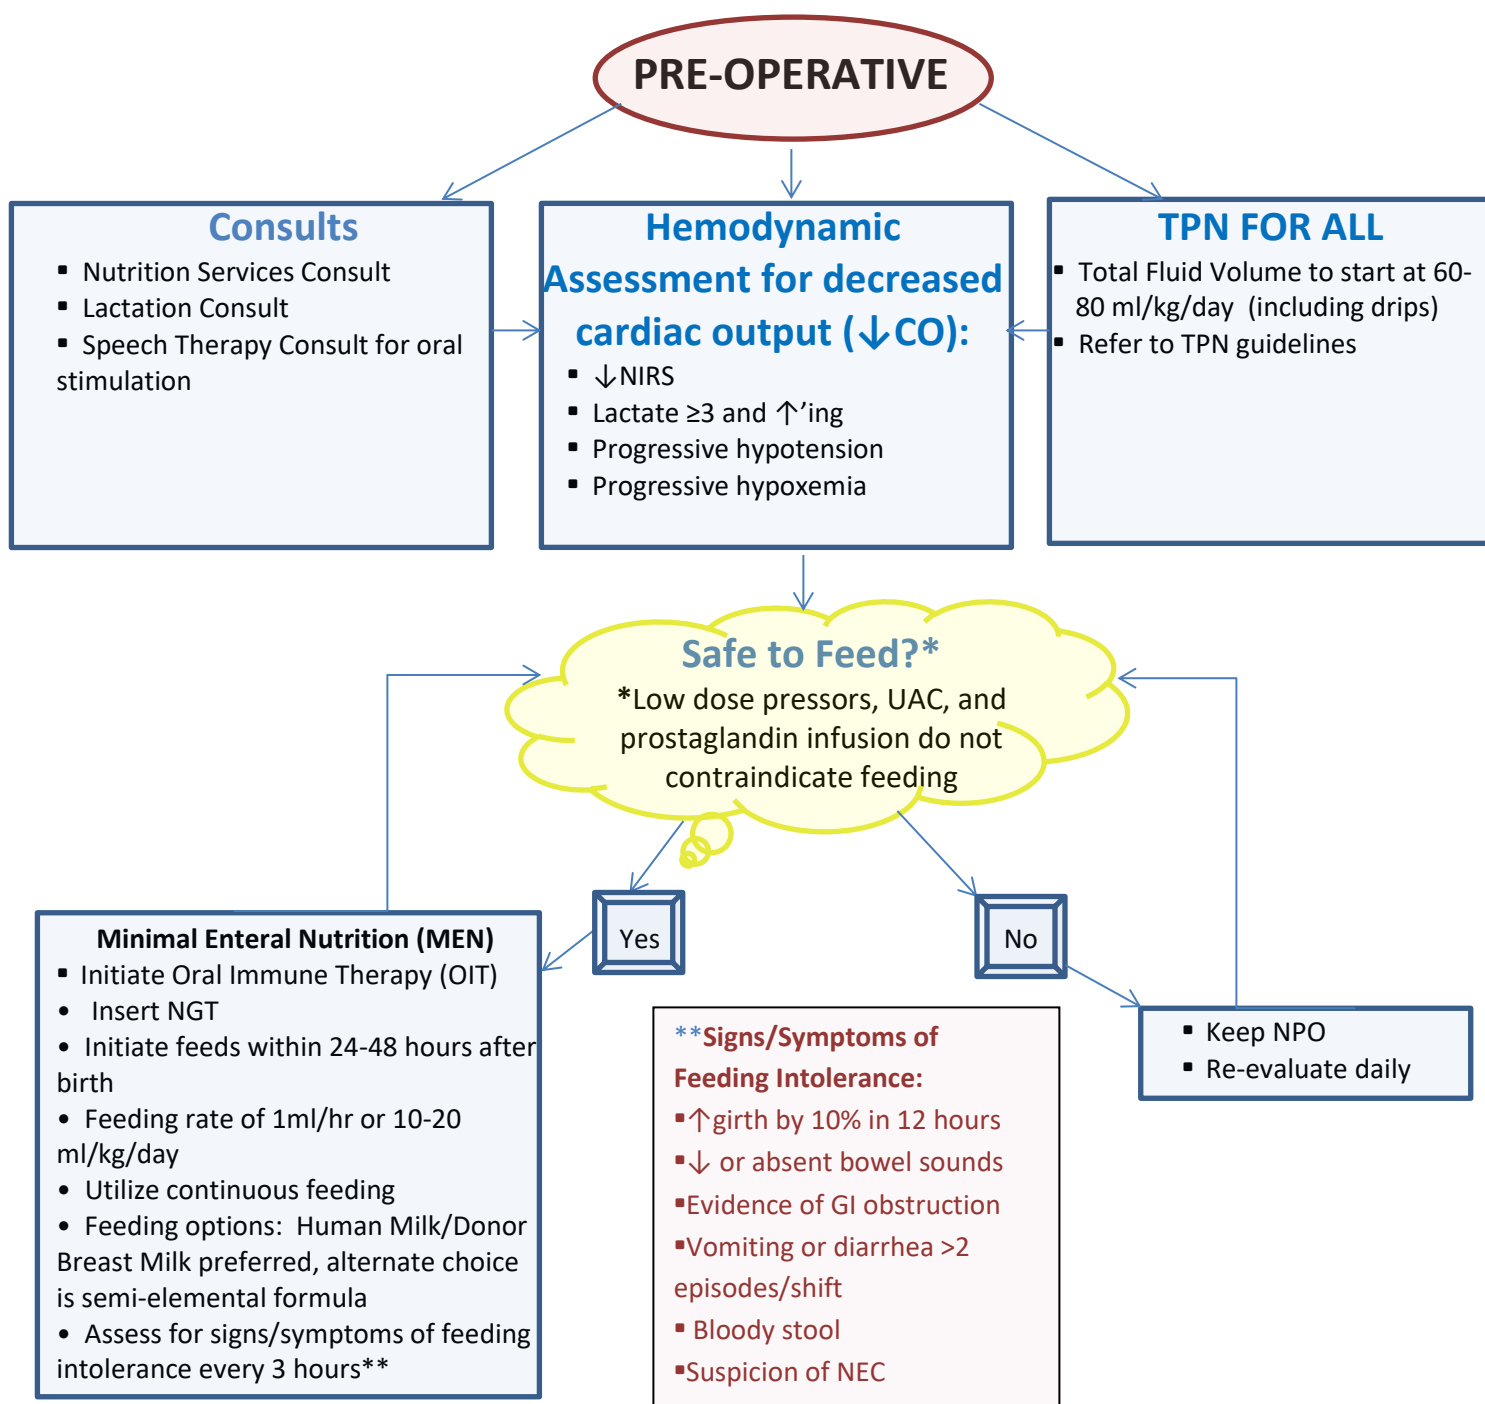 PRE-OPERATIVE
Consults
▪ Nutrition Services Consult
▪ Lactation Consult
▪ Speech Therapy Consult for oral
stimulation
Hemodynamic
Assessment for decreased
cardiac output (↓CO):
▪ ↓NIRS
▪ Lactate ≥3 and ↑’ing
▪ Progressive hypotension
▪ Progressive hypoxemia
TPN FOR ALL
▪ Total Fluid Volume to start at 60-
80 ml/kg/day (including drips)
▪ Refer to TPN guidelines
Safe to Feed?*
*Low dose pressors, UAC, and
prostaglandin infusion do not
contraindicate feeding
Yes
No
Minimal Enteral Nutrition (MEN)
▪ Initiate Oral Immune Therapy (OIT)
• Insert NGT
• Initiate feeds within 24-48 hours after
birth
• Feeding rate of 1ml/hr or 10-20
ml/kg/day
• Utilize continuous feeding
• Feeding options: Human Milk/Donor
Breast Milk preferred, alternate choice
is semi-elemental formula
• Assess for signs/symptoms of feeding
intolerance every 3 hours**
**Signs/Symptoms of
Feeding Intolerance:
▪↑girth by 10% in 12 hours
▪↓ or absent bowel sounds
▪Evidence of GI obstruction
▪Vomiting or diarrhea >2
episodes/shift
▪ Bloody stool
▪Suspicion of NEC
▪ Keep NPO
▪ Re-evaluate daily